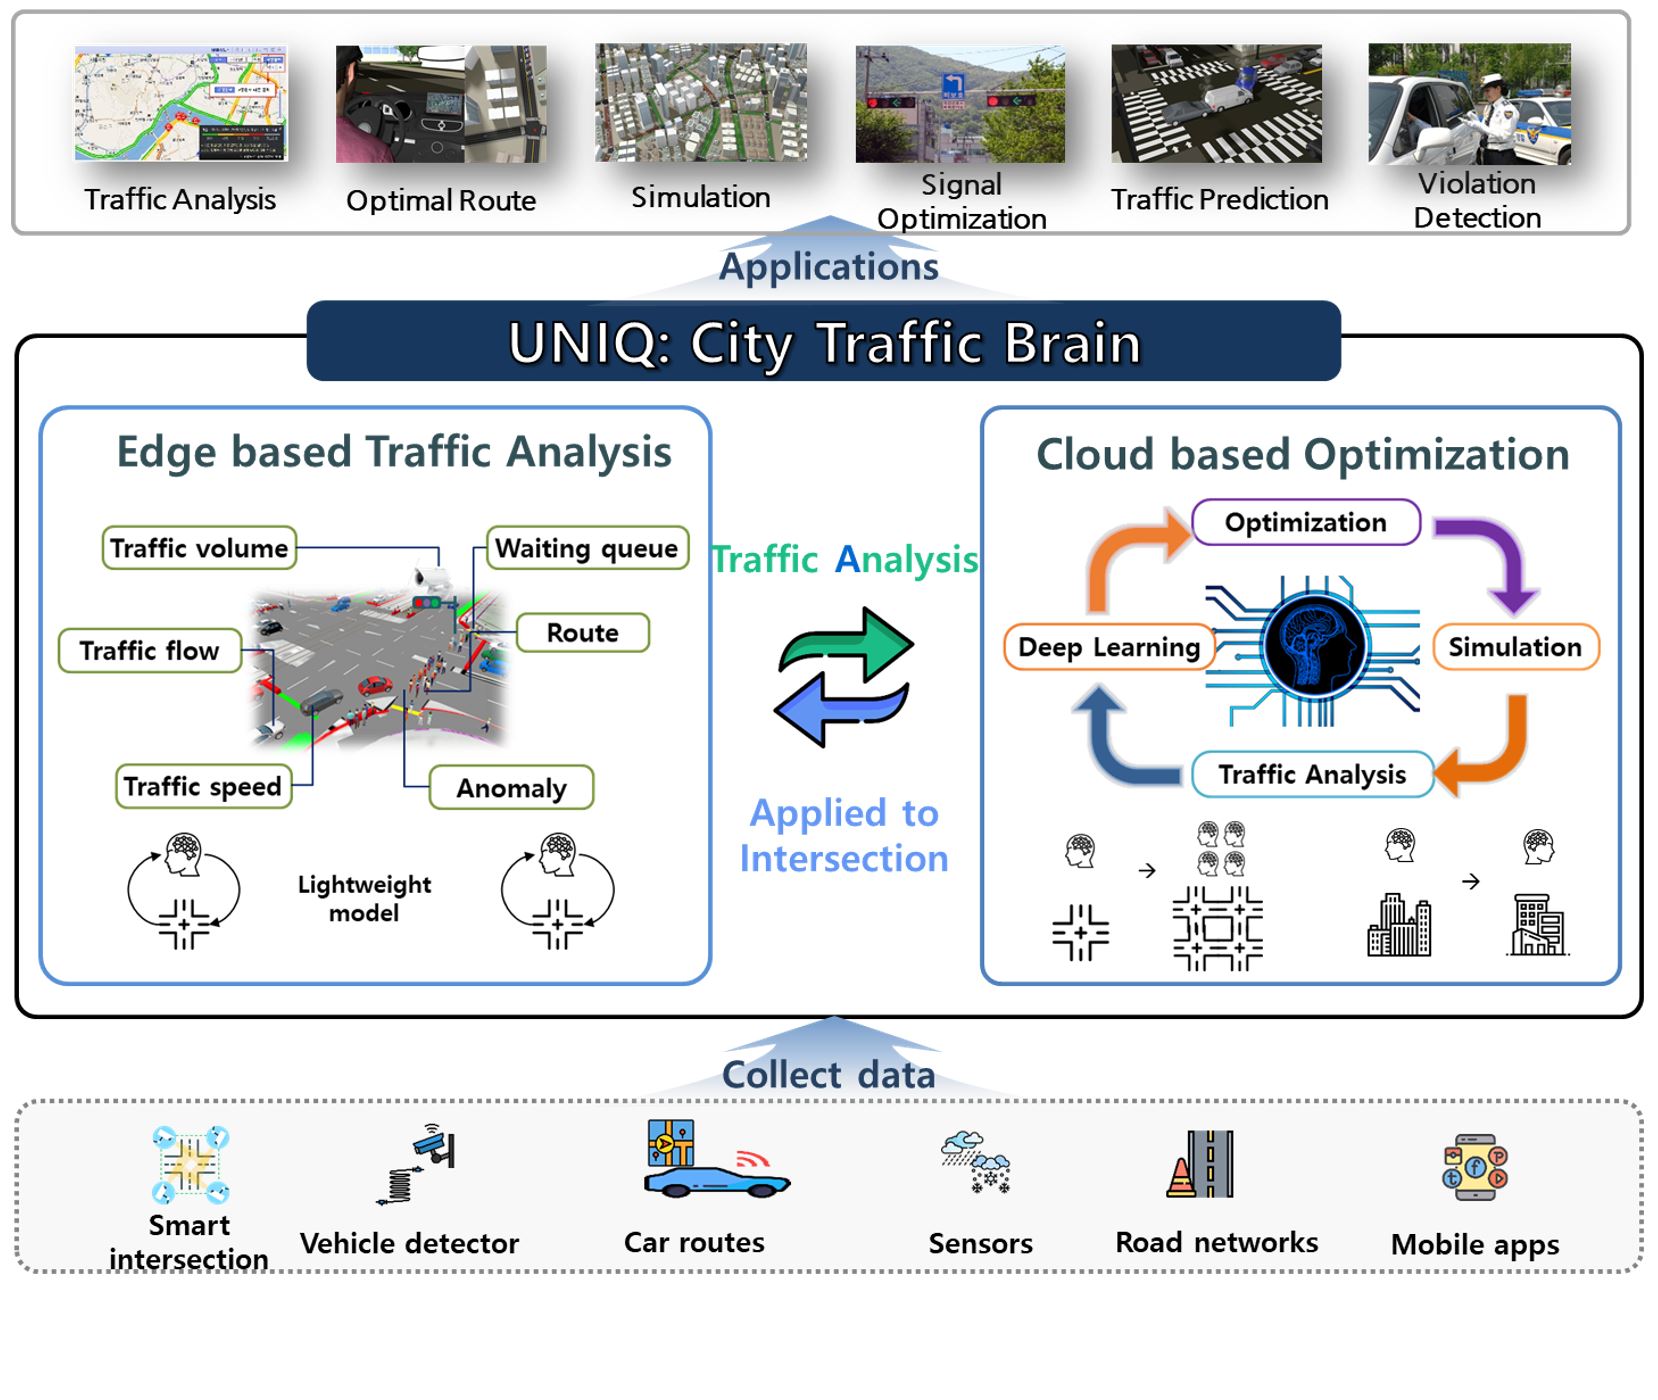 Traffic Analysis
Optimal Route
Simulation
Signal
Optimization
Traffic Prediction
Violation
Detection
Applications
UNIQ: City Traffic Brain
Edge based Traffic Analysis
Traffic volume
Waiting queue
Traffic flow
Route
Traffic speed
Anomaly
Lightweight
model
Traffic Analysis
Applied to
Intersection
Cloud based Optimization
Optimization
Deep Learning
Simulation
Traffic Analysis
Collect data
Smart
intersection
Vehicle detector
Car routes
Sensors
Road networks
Mobile apps